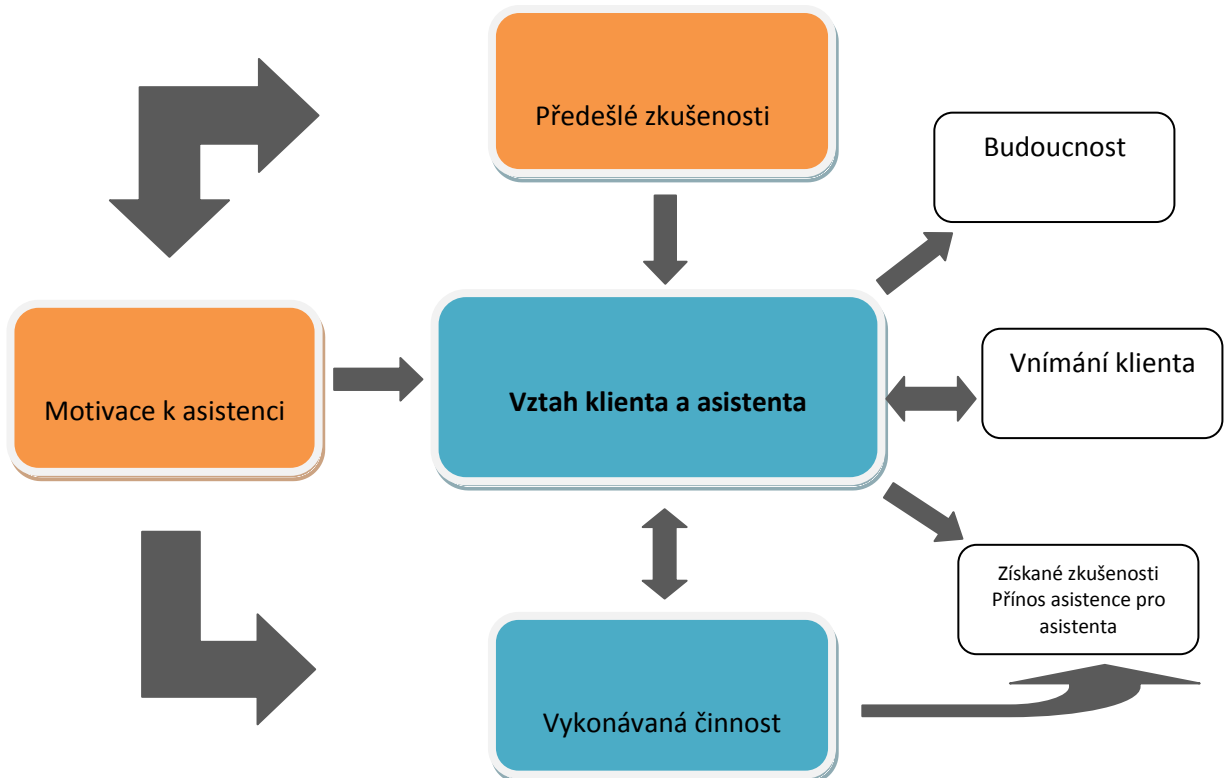 Předešlé zkušenosti
Budoucnost
Motivace k asistenci
Vztah klienta a asistenta
Vnímání klienta
Získané zkušenosti
Přínos asistence pro
asistenta
Vykonávaná činnost